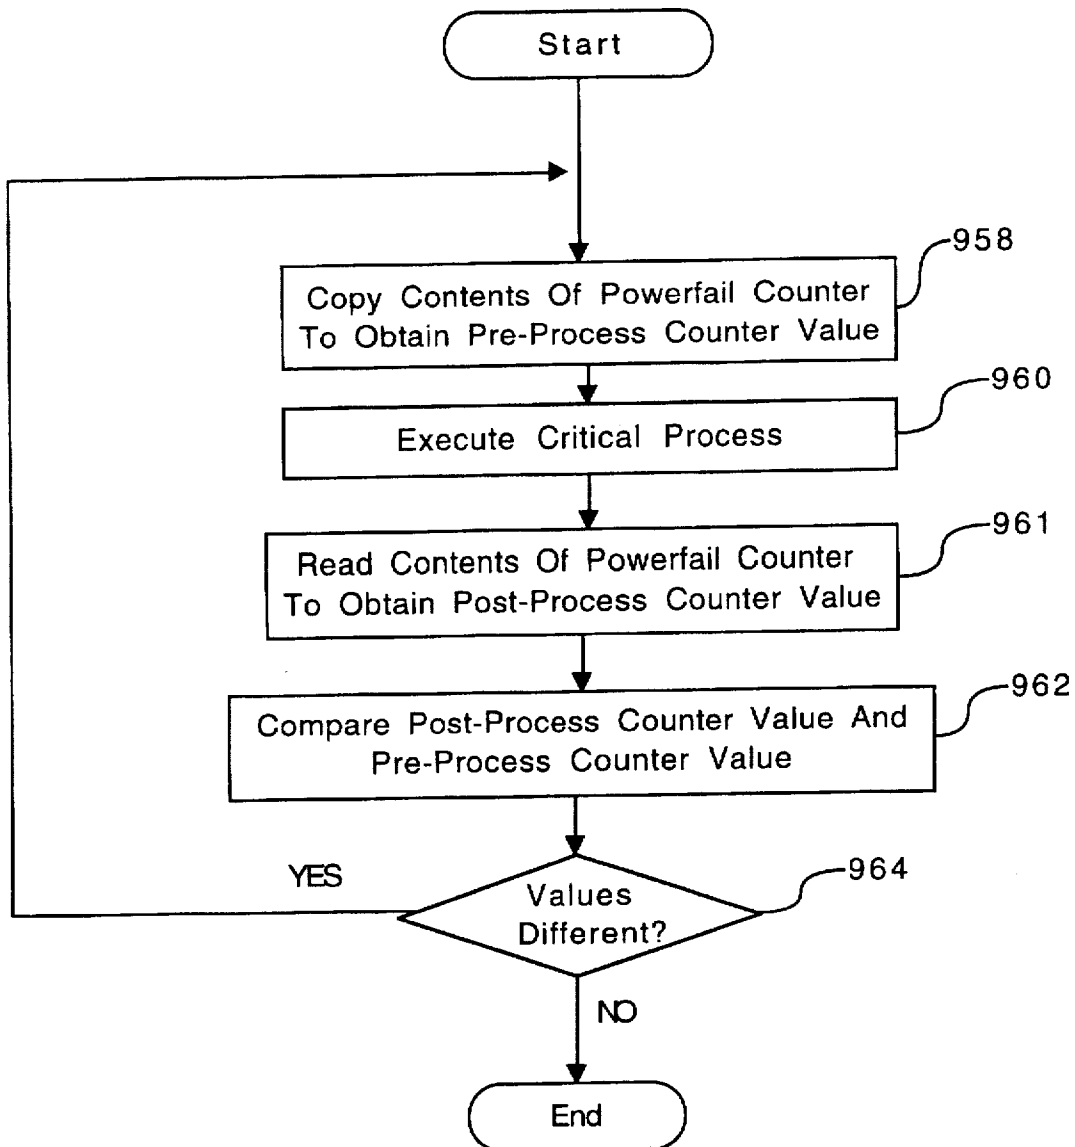 Start
958
Copy Contents Of Powerfail Counter
To Obtain Pre-Process Counter Value
960
Execute Critical Process
961
Read Contents Of Powerfail Counter
To Obtain Post-Process Counter Value
962
Compare Post-Process Counter Value And
Pre-Process Counter Value
964
YES
Values
Different?
NO
End